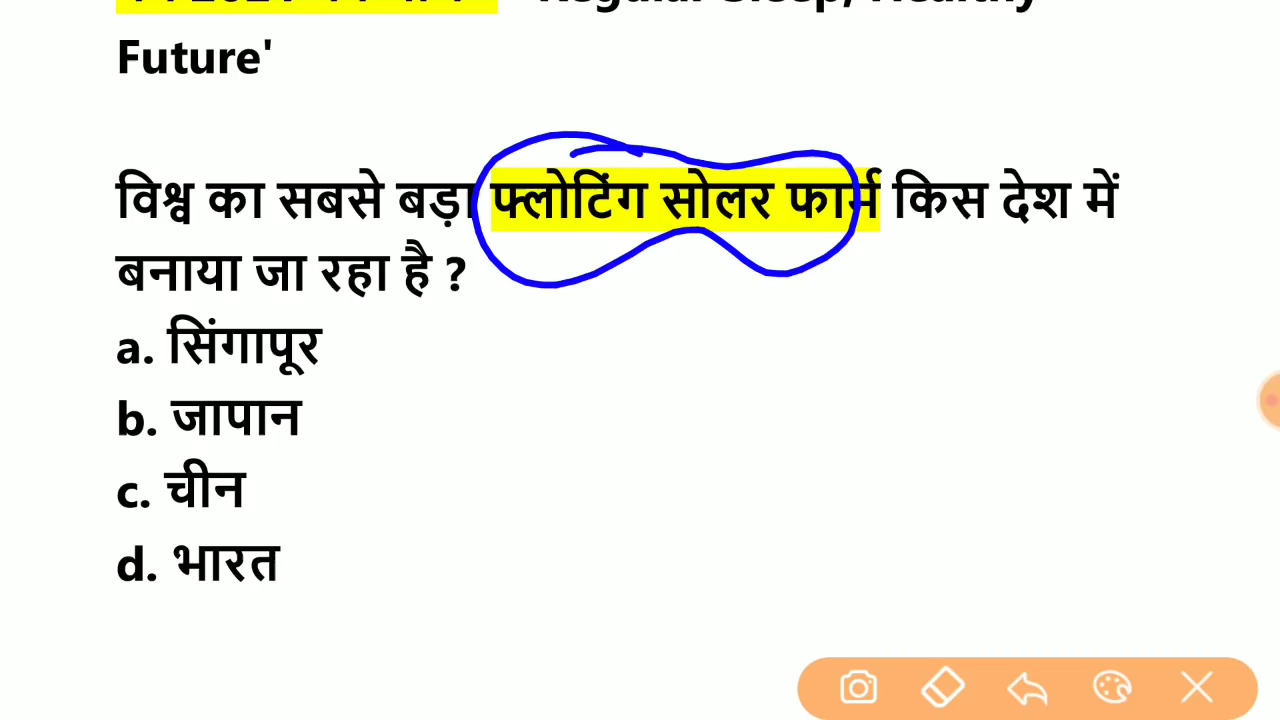 Future'
विश्व का सबसे बड़ा फ्लोटिंग सोलर फार्म किस देश में
बनाया जा रहा है ?
a. सिंगापूर
b. जापान
c. चीन
d. भारत